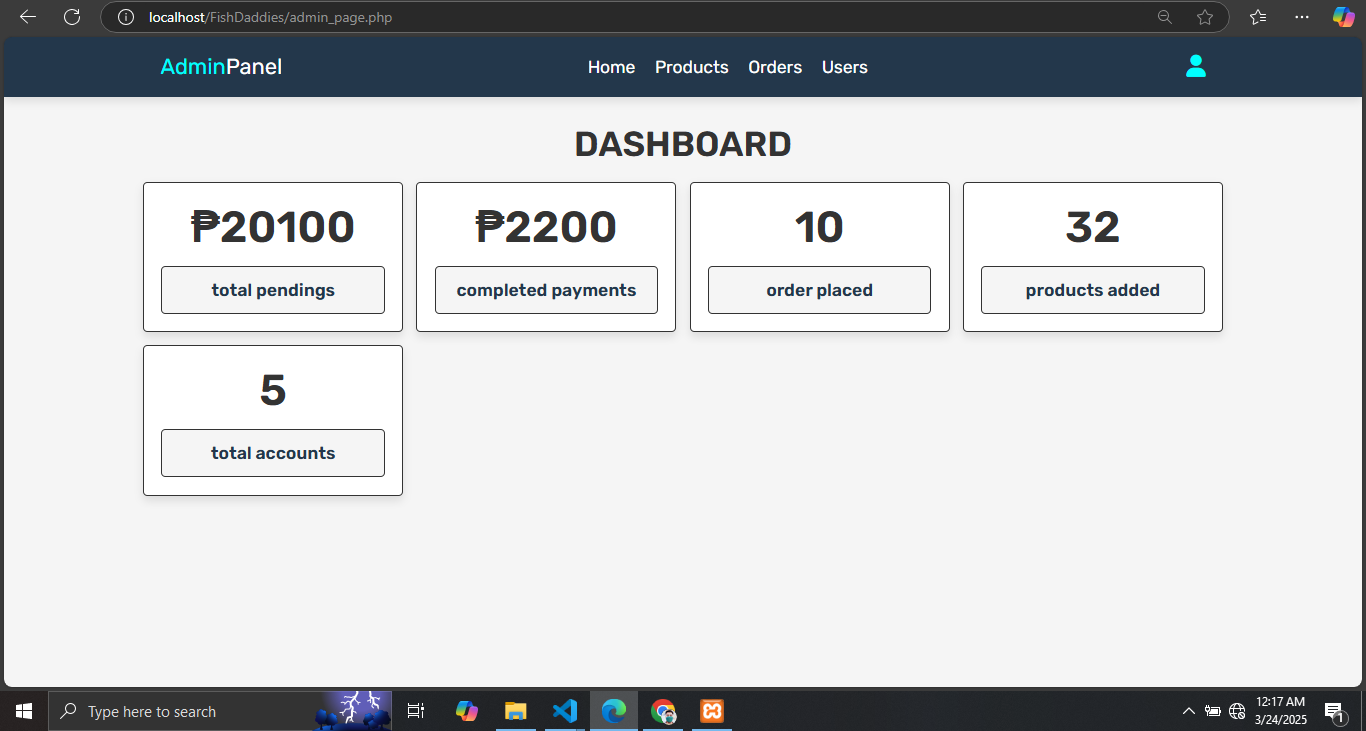 localhost/FishDaddies/admin_page.php
AdminPanel Home Products Orders Users
DASHBOARD
₱20100 ₱2200 10 32
total pendings completed payments order placed products added
5
total accounts
Type here to search
12:17 AM
3/24/2025
1